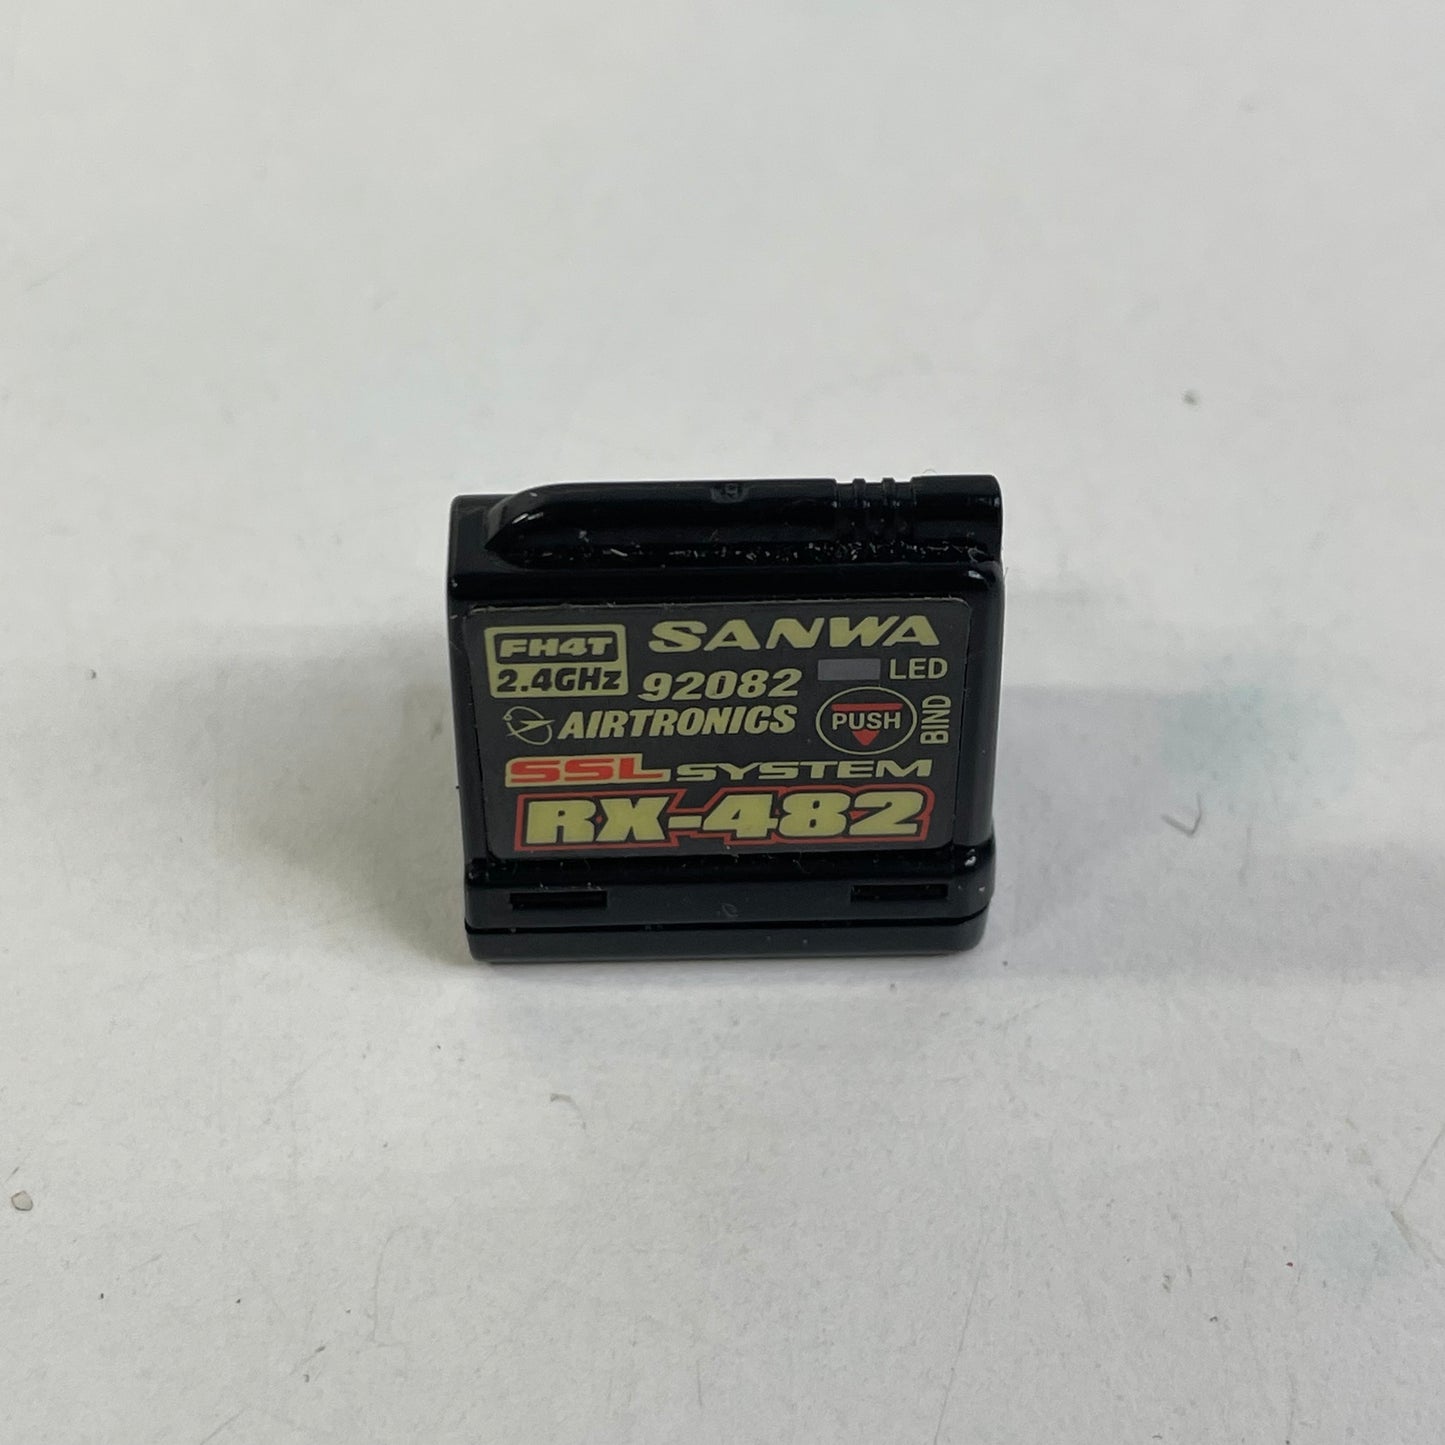 FH4T SANWA
2.4GHz 92082 LED
AIRTRONICS PUSH BIND
SSL SYSTEM
RX-482